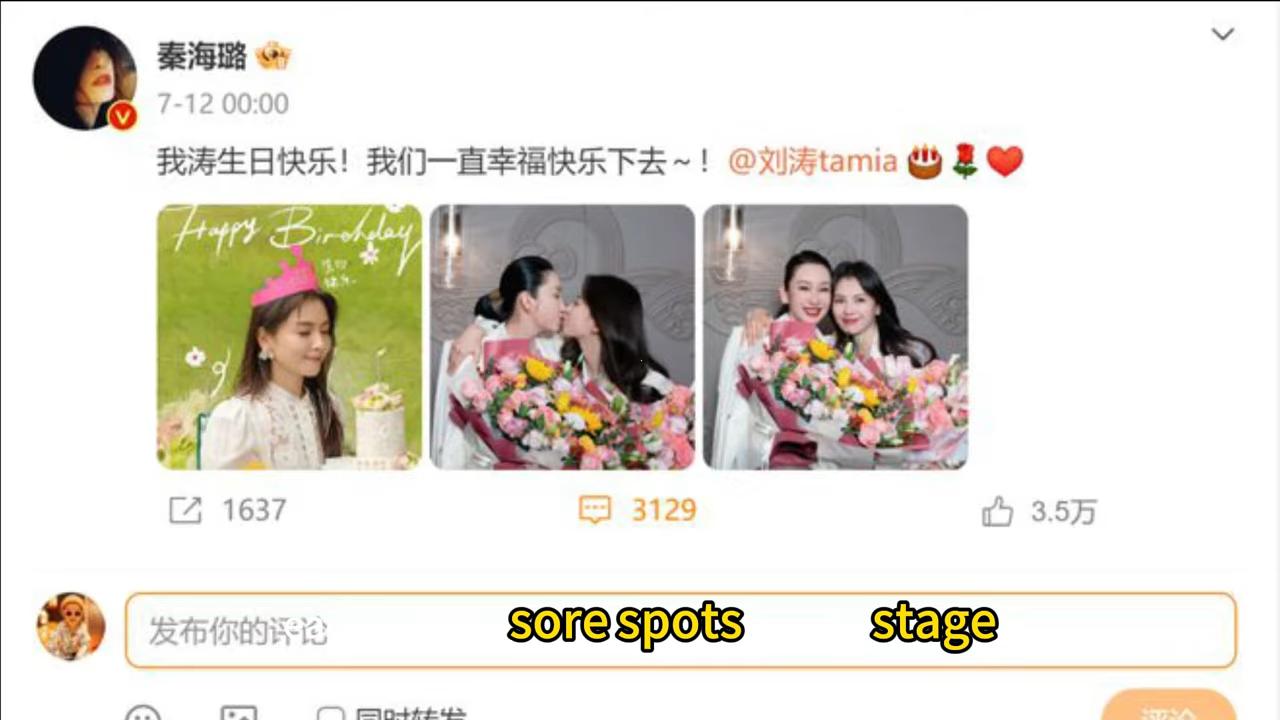 秦海璐
7-12 00:00
我涛生日快乐！我们一直幸福快乐下去～！@刘涛tamia
Happy Birthday
1637
3129
3.5万
发布你的评论
sore spots stage
同时转发
评论